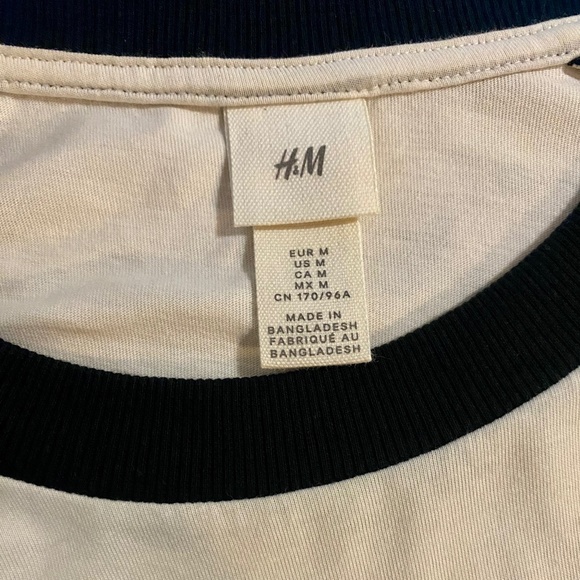 H&M
EUR M
US M
CA M
MX M
CN 170/96A
MADE IN
BANGLADESH
FABRIQUÉ AU
BANGLADESH